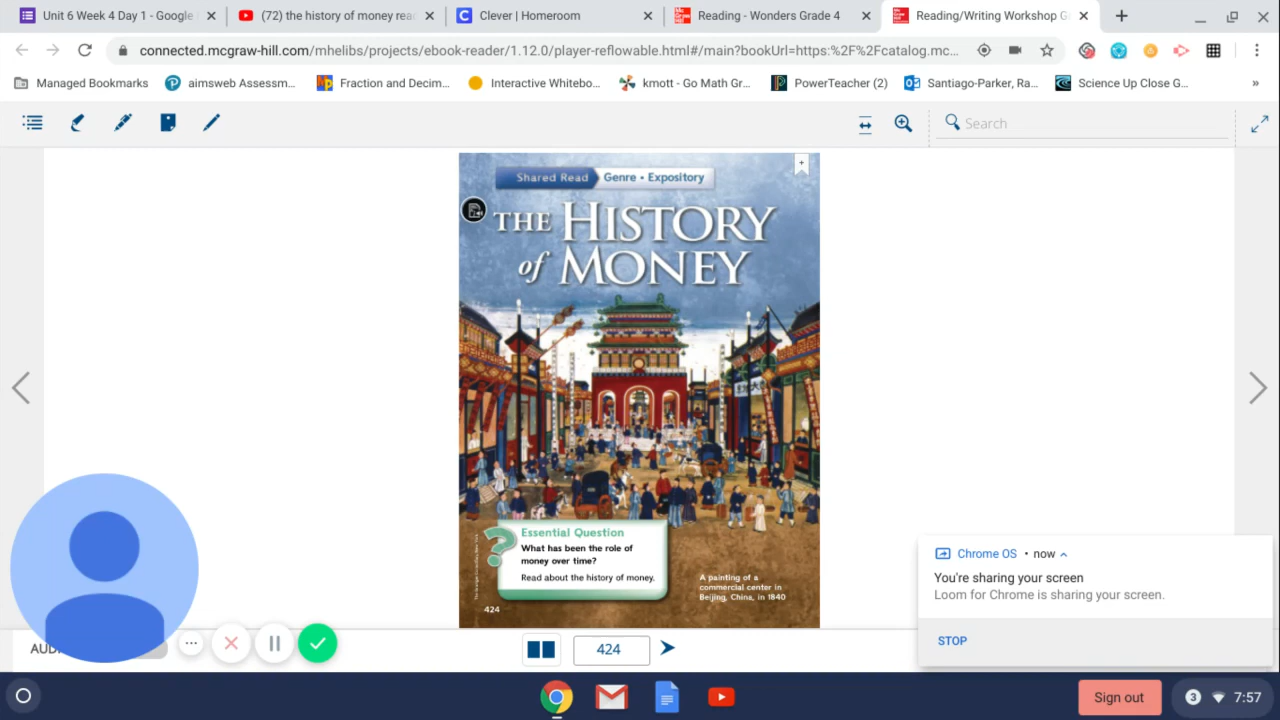 Unit 6 Week 4 Day 1 - Google
(72) the history of money rea
Clever | Homeroom
Reading - Wonders Grade 4
Reading/Writing Workshop G
connected.mcgraw-hill.com/mhelibs/projects/ebook-reader/1.12.0/player-reflowable.html#/main?bookUrl=https:%2F%2Fcatalog.mc...
Managed Bookmarks
aimsweb Assessm...
Fraction and Decim...
Interactive Whitebo...
kmott - Go Math Gr...
PowerTeacher (2)
Santiago-Parker, Ra...
Science Up Close G...
»
Search
Shared Read
Genre • Expository
THE HISTORY
of MONEY
?
Essential Question
What has been the role of
money over time?
Read about the history of money.
A painting of a
commercial center in
Beijing, China, in 1840
424
Chrome OS • now
You're sharing your screen
Loom for Chrome is sharing your screen.
STOP
424
Sign out
3
7:57